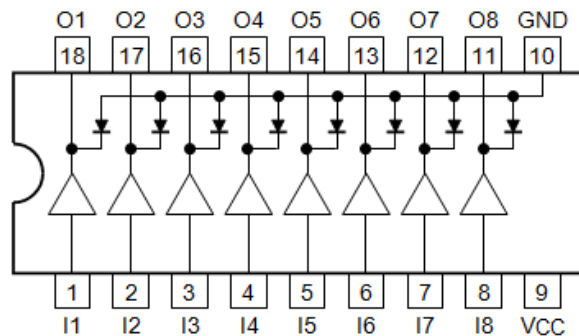 O1 O2 O3 O4 O5 O6 O7 O8 GND
18 17 16 15 14 13 12 11 10
1 2 3 4 5 6 7 8 9
I1 I2 I3 I4 I5 I6 I7 I8 VCC